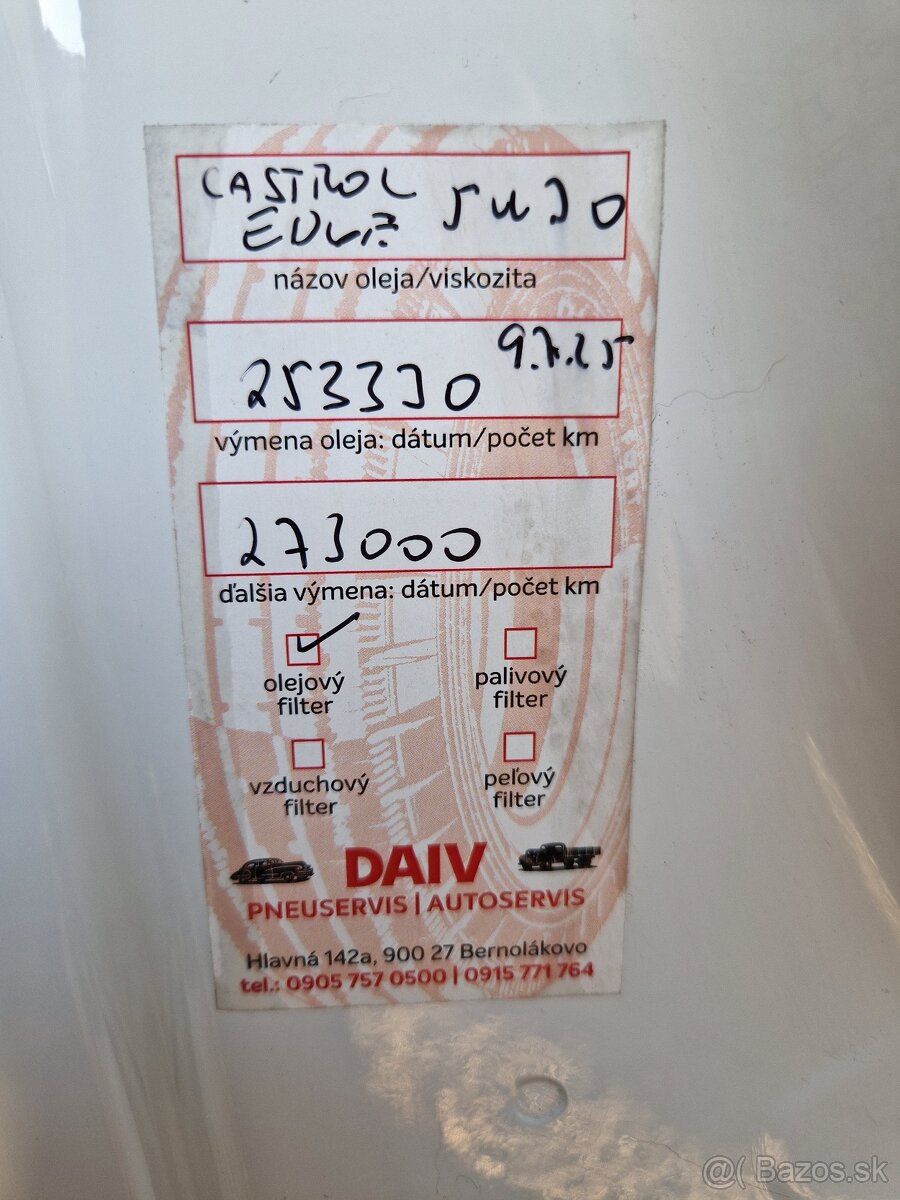 CASTROL
EDGE 5W30
názov oleja/viskozita
9.7.25
253330
výmena oleja: dátum/počet km
273000
ďalšia výmena: dátum/počet km
olejový palivový
filter filter
vzduchový peľový
filter filter
DAIV
PNEUSERVIS | AUTOSERVIS
Hlavná 142a, 900 27 Bernolákovo
tel.: 0905 757 0500 | 0915 771 764
@( Bazos.sk